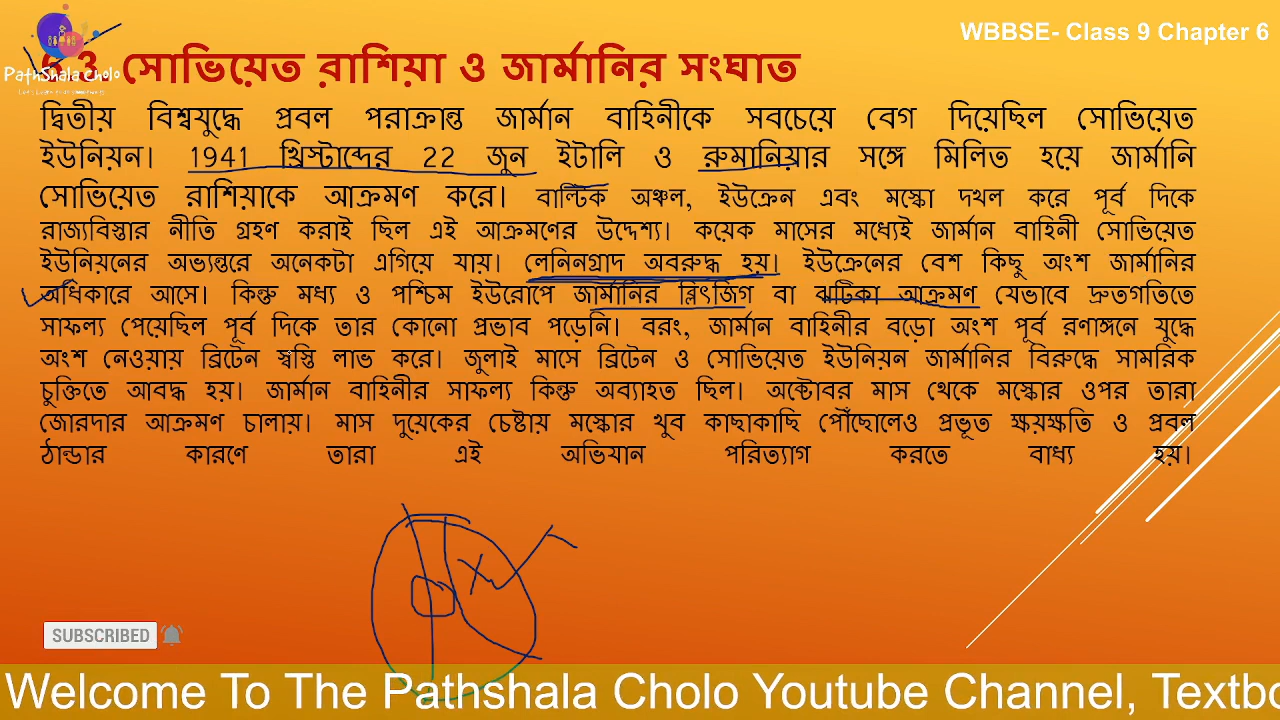 WBBSE- Class 9 Chapter 6
PathShala Cholo
6.3 সোভিয়েত রাশিয়া ও জার্মানির সংঘাত
দ্বিতীয় বিশ্বযুদ্ধে প্রবল পরাক্রান্ত জার্মান বাহিনীকে সবচেয়ে বেগ দিয়েছিল সোভিয়েত
ইউনিয়ন। 1941 খ্রিস্টাব্দের 22 জুন ইটালি ও রুমানিয়ার সঙ্গে মিলিত হয়ে জার্মানি
সোভিয়েত রাশিয়াকে আক্রমণ করে। বাল্টিক অঞ্চল, ইউক্রেন এবং মস্কো দখল করে পূর্ব দিকে
রাজ্যবিস্তার নীতি গ্রহণ করাই ছিল এই আক্রমণের উদ্দেশ্য। কয়েক মাসের মধ্যেই জার্মান বাহিনী সোভিয়েত
ইউনিয়নের অভ্যন্তরে অনেকটা এগিয়ে যায়। লেনিনগ্রাদ অবরুদ্ধ হয়। ইউক্রেনের বেশ কিছু অংশ জার্মানির
অধিকারে আসে। কিন্তু মধ্য ও পশ্চিম ইউরোপে জার্মানির ব্লিৎজিগ বা ঝটিকা আক্রমণ যেভাবে দ্রুতগতিতে
সাফল্য পেয়েছিল পূর্ব দিকে তার কোনো প্রভাব পড়েনি। বরং, জার্মান বাহিনীর বড়ো অংশ পূর্ব রণাঙ্গনে যুদ্ধে
অংশ নেওয়ায় ব্রিটেন স্বস্তি লাভ করে। জুলাই মাসে ব্রিটেন ও সোভিয়েত ইউনিয়ন জার্মানির বিরুদ্ধে সামরিক
চুক্তিতে আবদ্ধ হয়। জার্মান বাহিনীর সাফল্য কিন্তু অব্যাহত ছিল। অক্টোবর মাস থেকে মস্কোর ওপর তারা
জোরদার আক্রমণ চালায়। মাস দুয়েকের চেষ্টায় মস্কোর খুব কাছাকাছি পৌঁছোলেও প্রভূত ক্ষয়ক্ষতি ও প্রবল
ঠান্ডার কারণে তারা এই অভিযান পরিত্যাগ করতে বাধ্য হয়।
SUBSCRIBED
Welcome To The Pathshala Cholo Youtube Channel, Textbo